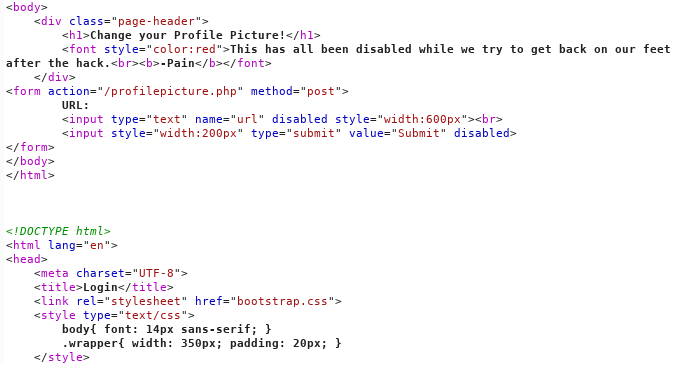 <body>
<div class="page-header">
<h1>Change your Profile Picture!</h1>
<font style="color:red">This has all been disabled while we try to get back on our feet
after the hack.<br><b>-Pain</b></font>
</div>
<form action="/profilepicture.php" method="post">
URL:
<input type="text" name="url" disabled style="width:600px"><br>
<input style="width:200px" type="submit" value="Submit" disabled>
</form>
</body>
</html>
<!DOCTYPE html>
<html lang="en">
<head>
<meta charset="UTF-8">
<title>Login</title>
<link rel="stylesheet" href="bootstrap.css">
<style type="text/css">
body{ font: 14px sans-serif; }
.wrapper{ width: 350px; padding: 20px; }
</style>